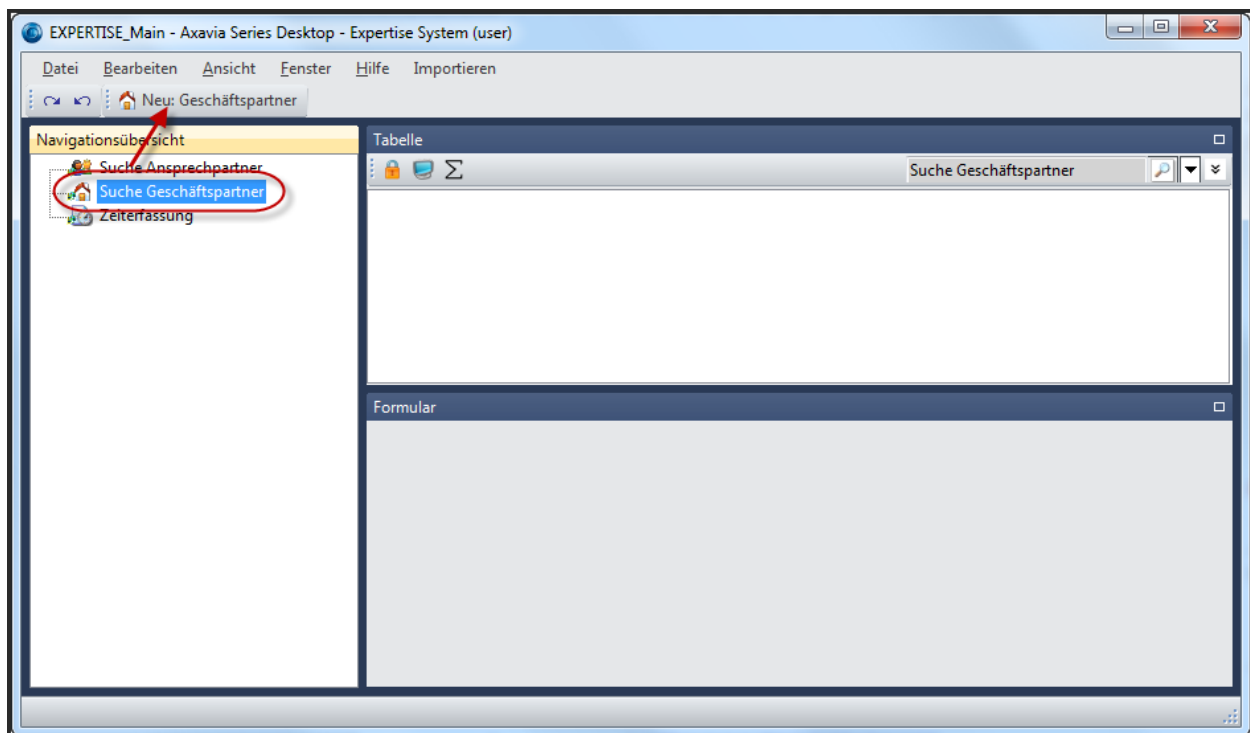 EXPERTISE_Main - Axavia Series Desktop - Expertise System (user)
Datei Bearbeiten Ansicht Fenster Hilfe Importieren
Neu: Geschäftspartner
Navigationsübersicht
Suche Ansprechpartner
Suche Geschäftspartner
Zeiterfassung
Tabelle
Suche Geschäftspartner
Formular